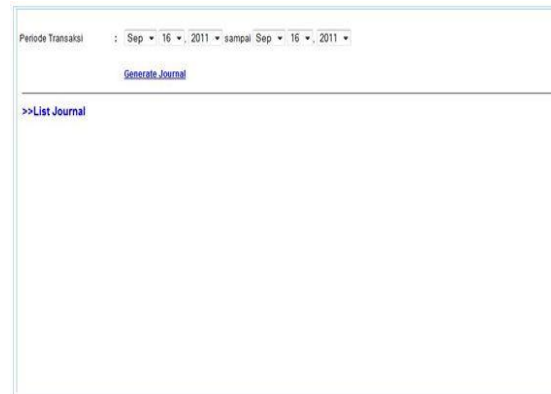 Periode Transaksi : Sep 16 , 2011 sampai Sep 16 , 2011
Generate Journal
>>List Journal